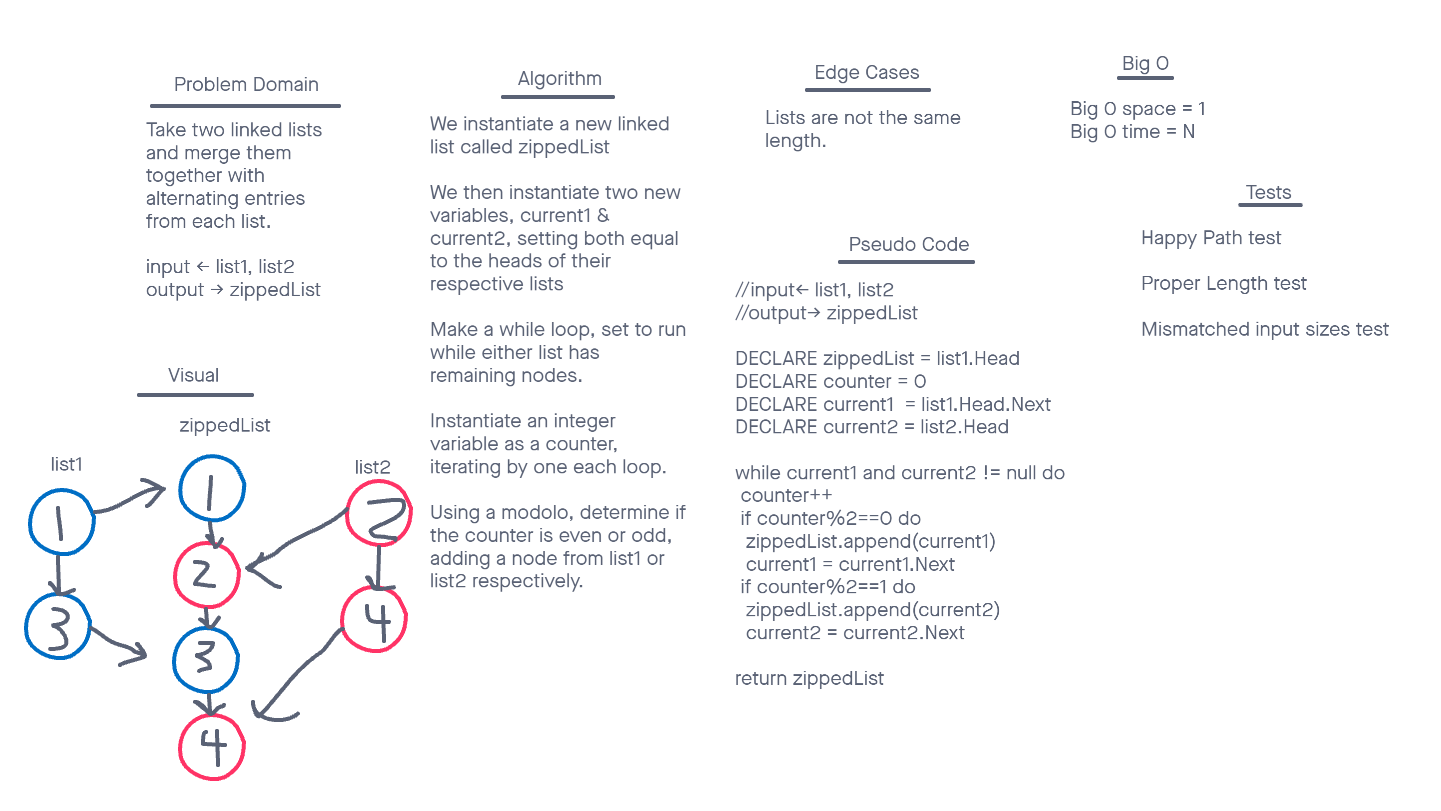 Problem Domain
Take two linked lists
and merge them
together with
alternating entries
from each list.
input ← list1, list2
output → zippedList
Visual
zippedList
list1
list2
1
1
2
2
3
3
4
4
Algorithm
We instantiate a new linked
list called zippedList
We then instantiate two new
variables, current1 &
current2, setting both equal
to the heads of their
respective lists
Make a while loop, set to run
while either list has
remaining nodes.
Instantiate an integer
variable as a counter,
iterating by one each loop.
Using a modolo, determine if
the counter is even or odd,
adding a node from list1 or
list2 respectively.
Edge Cases
Lists are not the same
length.
Pseudo Code
//input← list1, list2
//output→ zippedList
DECLARE zippedList = list1.Head
DECLARE counter = 0
DECLARE current1  = list1.Head.Next
DECLARE current2 = list2.Head
while current1 and current2 != null do
counter++
if counter%2==0 do
zippedList.append(current1)
current1 = current1.Next
if counter%2==1 do
zippedList.append(current2)
current2 = current2.Next
return zippedList
Big O
Big O space = 1
Big O time = N
Tests
Happy Path test
Proper Length test
Mismatched input sizes test